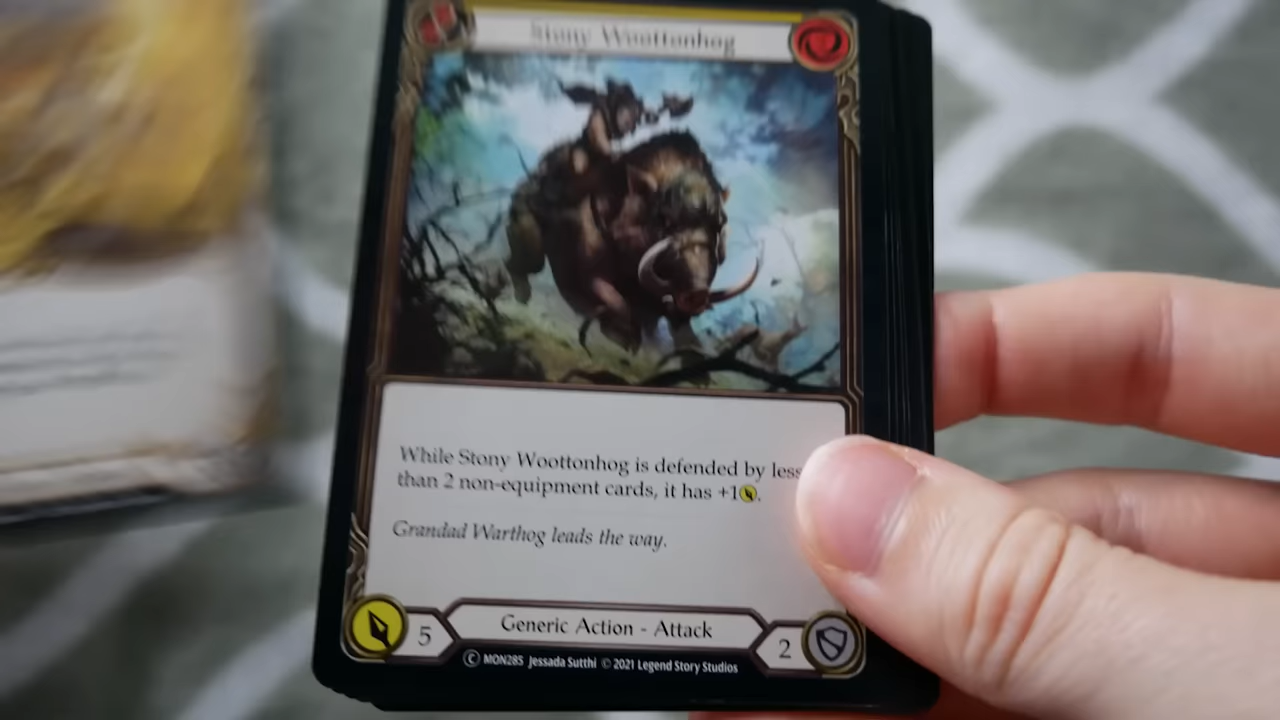 Stony Woottonhog
While Stony Woottonhog is defended by less
than 2 non-equipment cards, it has +1
Grandad Warthog leads the way.
5
Generic Action - Attack
2
C MON285 Jessada Sutthi © 2021 Legend Story Studios